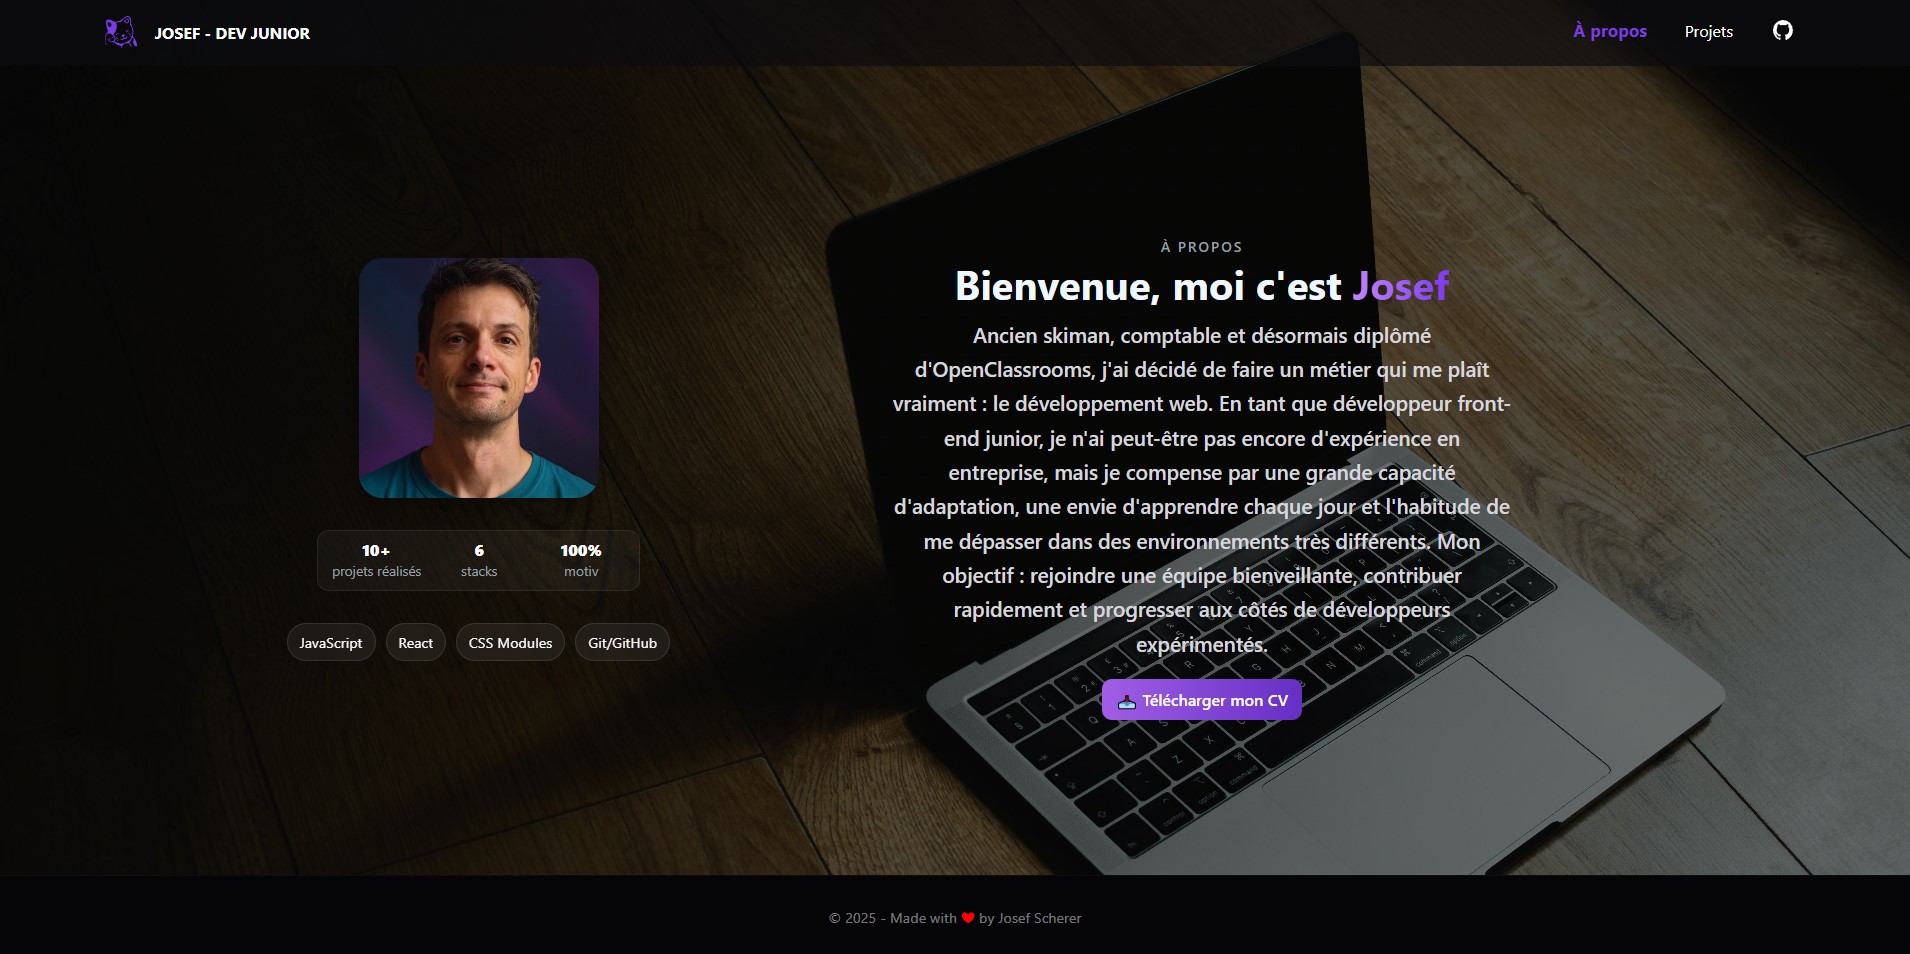 JOSEF - DEV JUNIOR
À propos
Projets
À PROPOS
Bienvenue, moi c'est Josef
Ancien skiman, comptable et désormais diplômé
d'OpenClassrooms, j'ai décidé de faire un métier qui me plaît
vraiment : le développement web. En tant que développeur front-
end junior, je n'ai peut-être pas encore d'expérience en
entreprise, mais je compense par une grande capacité
d'adaptation, une envie d'apprendre chaque jour et l'habitude de
me dépasser dans des environnements très différents. Mon
objectif : rejoindre une équipe bienveillante, contribuer
rapidement et progresser aux côtés de développeurs
expérimentés.
📥 Télécharger mon CV
10+
projets réalisés
6
stacks
100%
motiv
JavaScript
React
CSS Modules
Git/GitHub
© 2025 - Made with ❤ by Josef Scherer